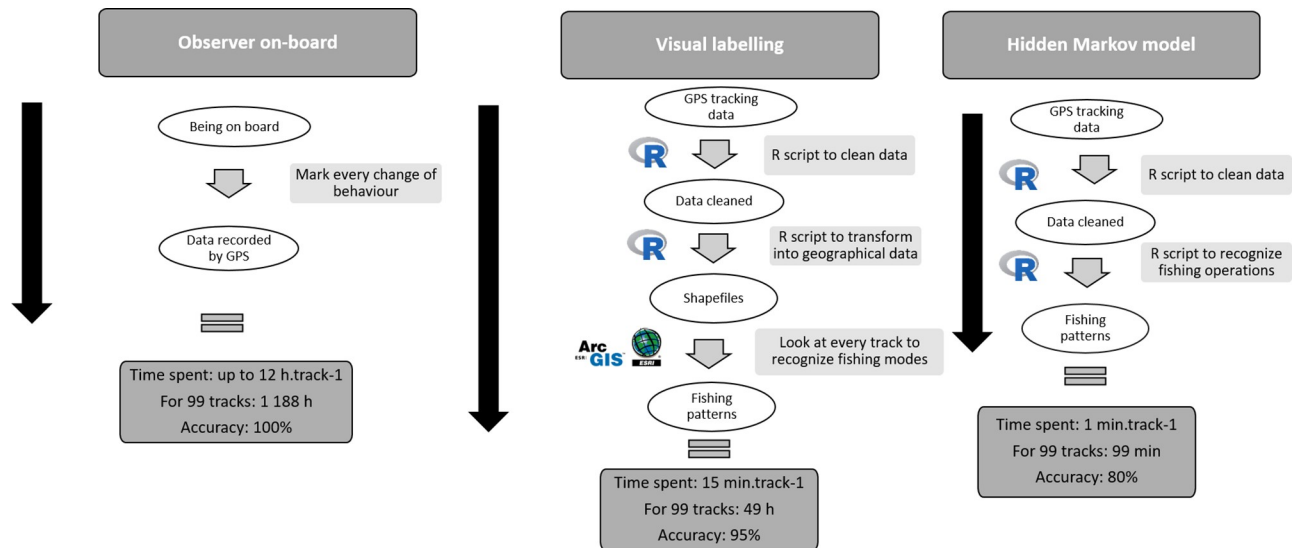 Observer on-board
Being on board
Mark every change of
behaviour
Data recorded
by GPS
Time spent: up to 12 h.track-1
For 99 tracks: 1 188 h
Accuracy: 100%
Visual labelling
GPS tracking
data
R
R script to clean data
Data cleaned
R
R script to transform
into geographical data
Shapefiles
Arc
ESRI GIS™
ESRI
Look at every track to
recognize fishing modes
Fishing
patterns
Time spent: 15 min.track-1
For 99 tracks: 49 h
Accuracy: 95%
Hidden Markov model
GPS tracking
data
R
R script to clean data
Data cleaned
R
R script to recognize
fishing operations
Fishing
patterns
Time spent: 1 min.track-1
For 99 tracks: 99 min
Accuracy: 80%